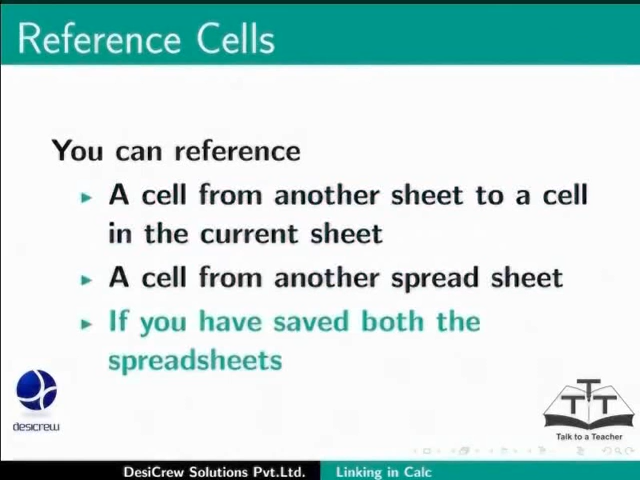 Reference Cells
You can reference
A cell from another sheet to a cell
in the current sheet
A cell from another spread sheet
If you have saved both the
spreadsheets
desicrew
TTT
Talk to a Teacher
DesiCrew Solutions Pvt.Ltd. Linking in Calc